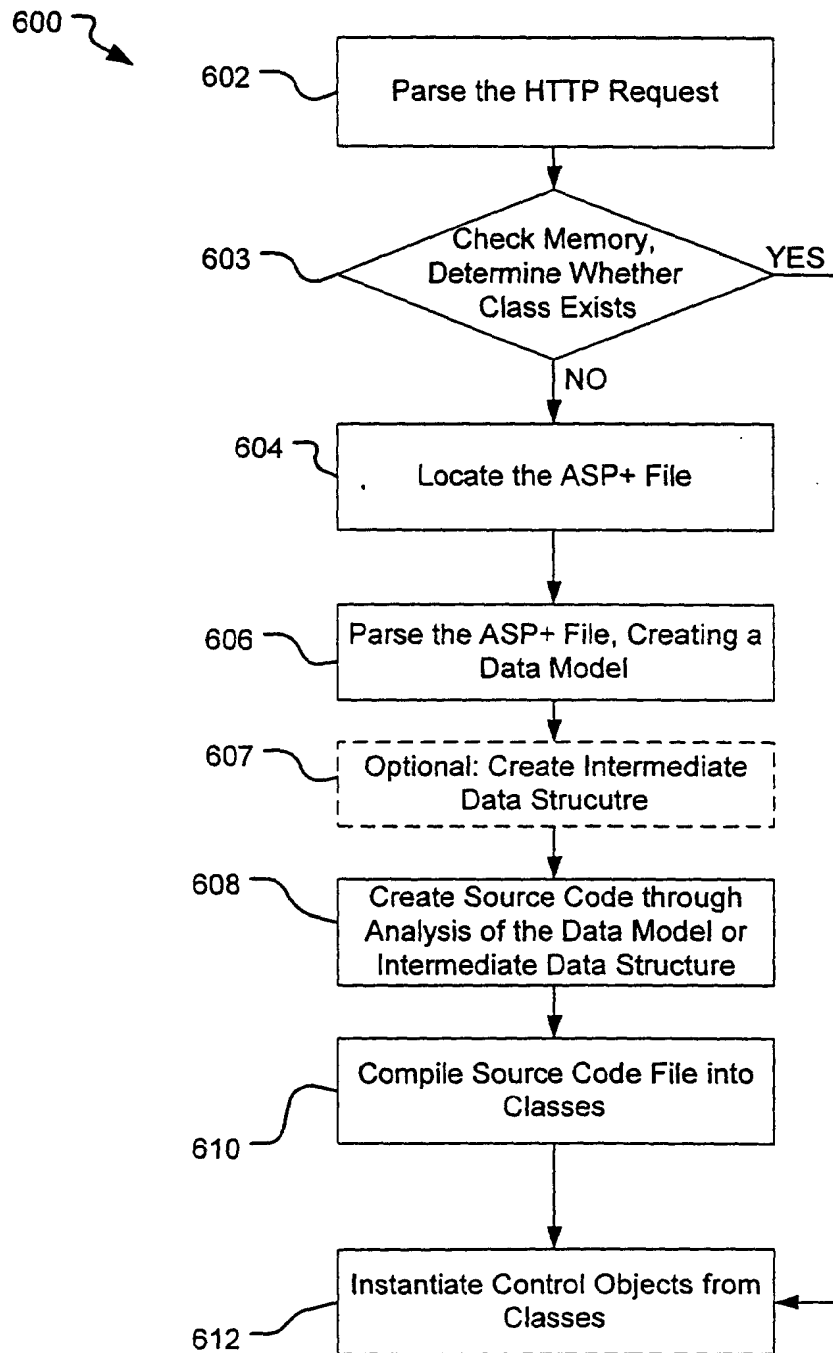 600
602
Parse the HTTP Request
603
Check Memory,
Determine Whether
Class Exists
YES
NO
604
Locate the ASP+ File
606
Parse the ASP+ File, Creating a
Data Model
607
Optional: Create Intermediate
Data Strucutre
608
Create Source Code through
Analysis of the Data Model or
Intermediate Data Structure
Compile Source Code File into
Classes
610
Instantiate Control Objects from
Classes
612